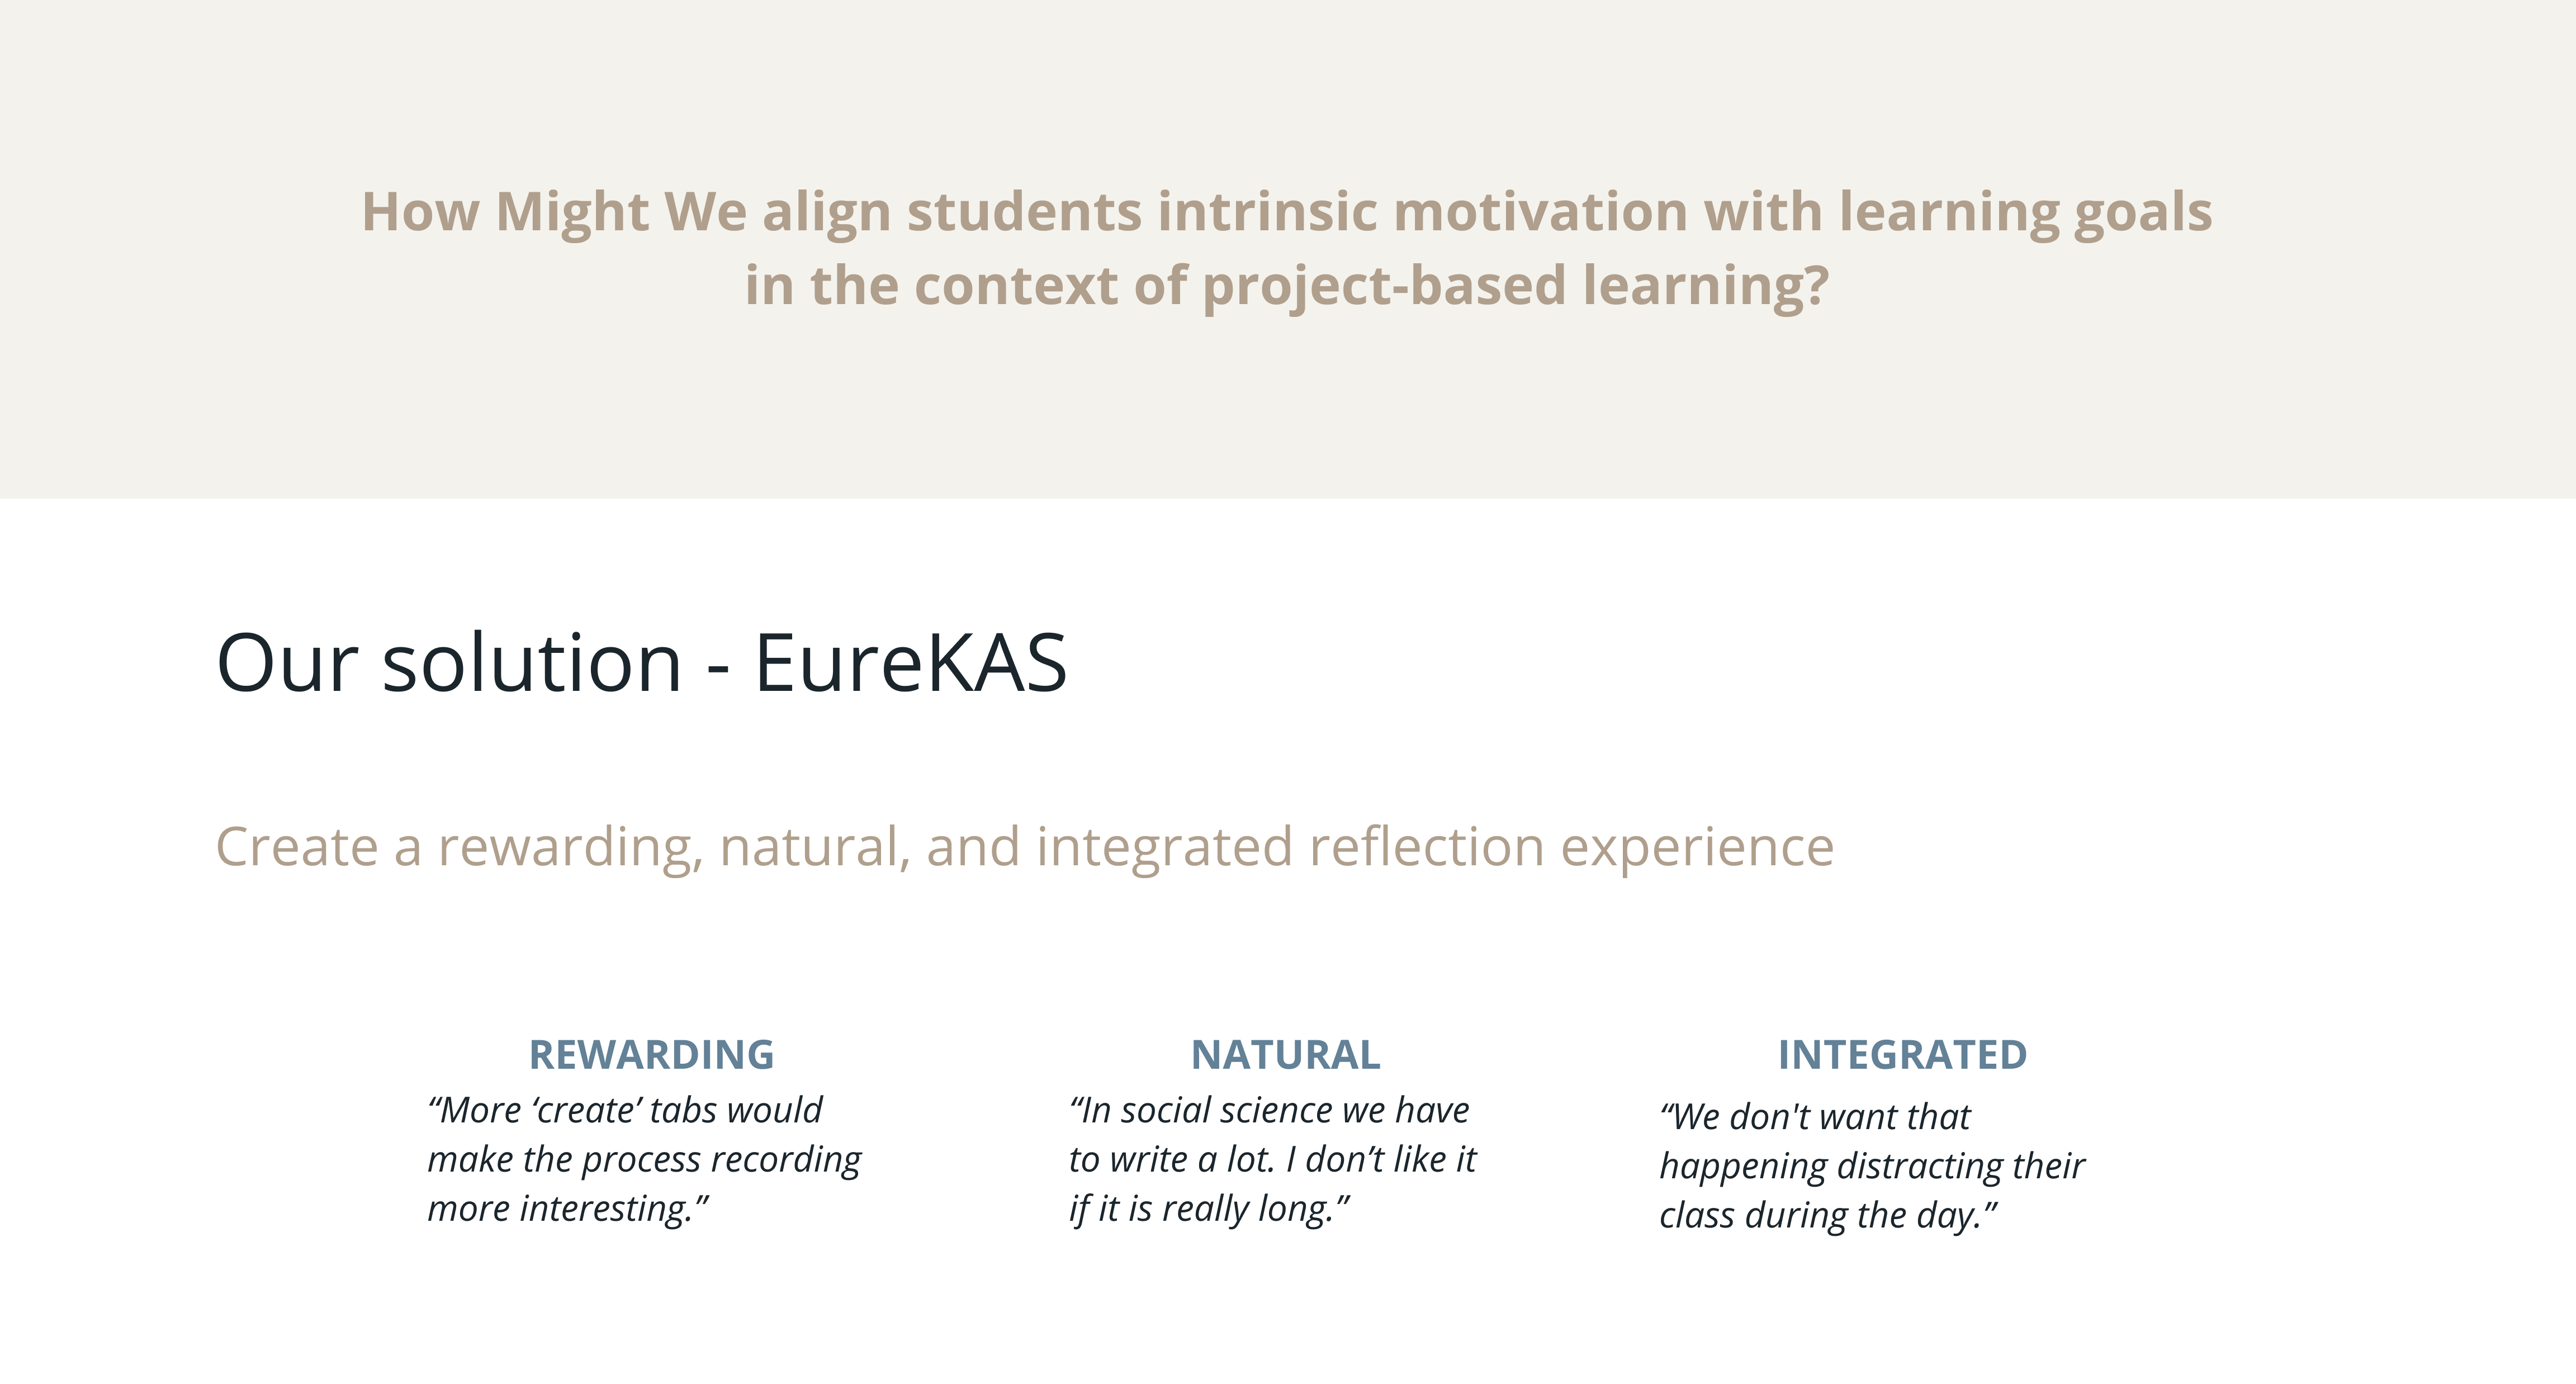 How Might We align students intrinsic motivation with learning goals
in the context of project-based learning?
Our solution - EureKAS
Create a rewarding, natural, and integrated reflection experience
REWARDING
“More ‘create’ tabs would
make the process recording
more interesting.”
NATURAL
“In social science we have
to write a lot. I don’t like it
if it is really long.”
INTEGRATED
“We don't want that
happening distracting their
class during the day.”